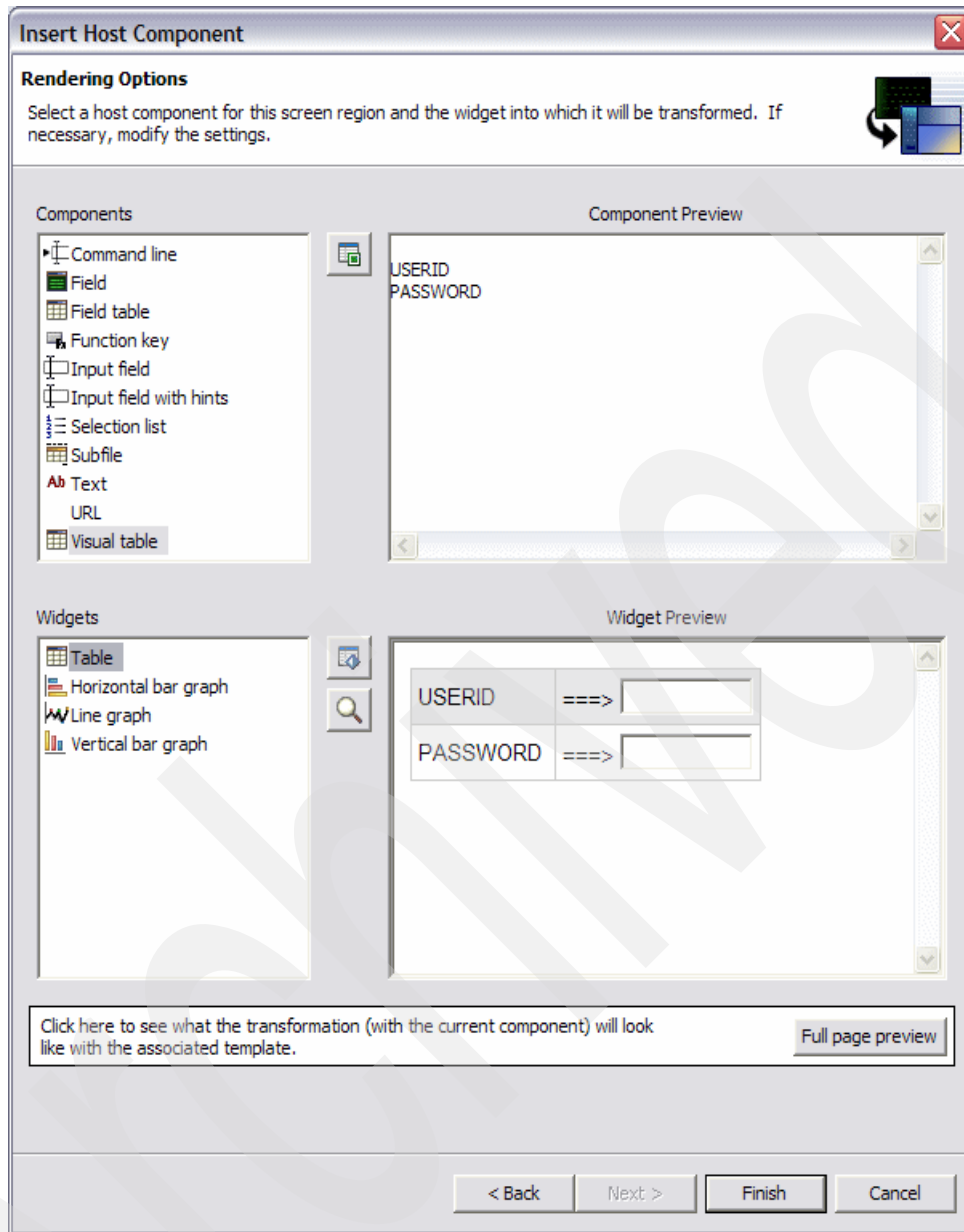 Insert Host Component
Rendering Options
Select a host component for this screen region and the widget into which it will be transformed. If
necessary, modify the settings.
Components
Component Preview
Command line
Field
Field table
Function key
Input field
Input field with hints
Selection list
Subfile
Ab Text
URL
Visual table
USERID
PASSWORD
Widgets
Widget Preview
Table
Horizontal bar graph
Line graph
Vertical bar graph
USERID ===>
PASSWORD ===>
Click here to see what the transformation (with the current component) will look
like with the associated template.
Full page preview
< Back
Next >
Finish
Cancel
Archived